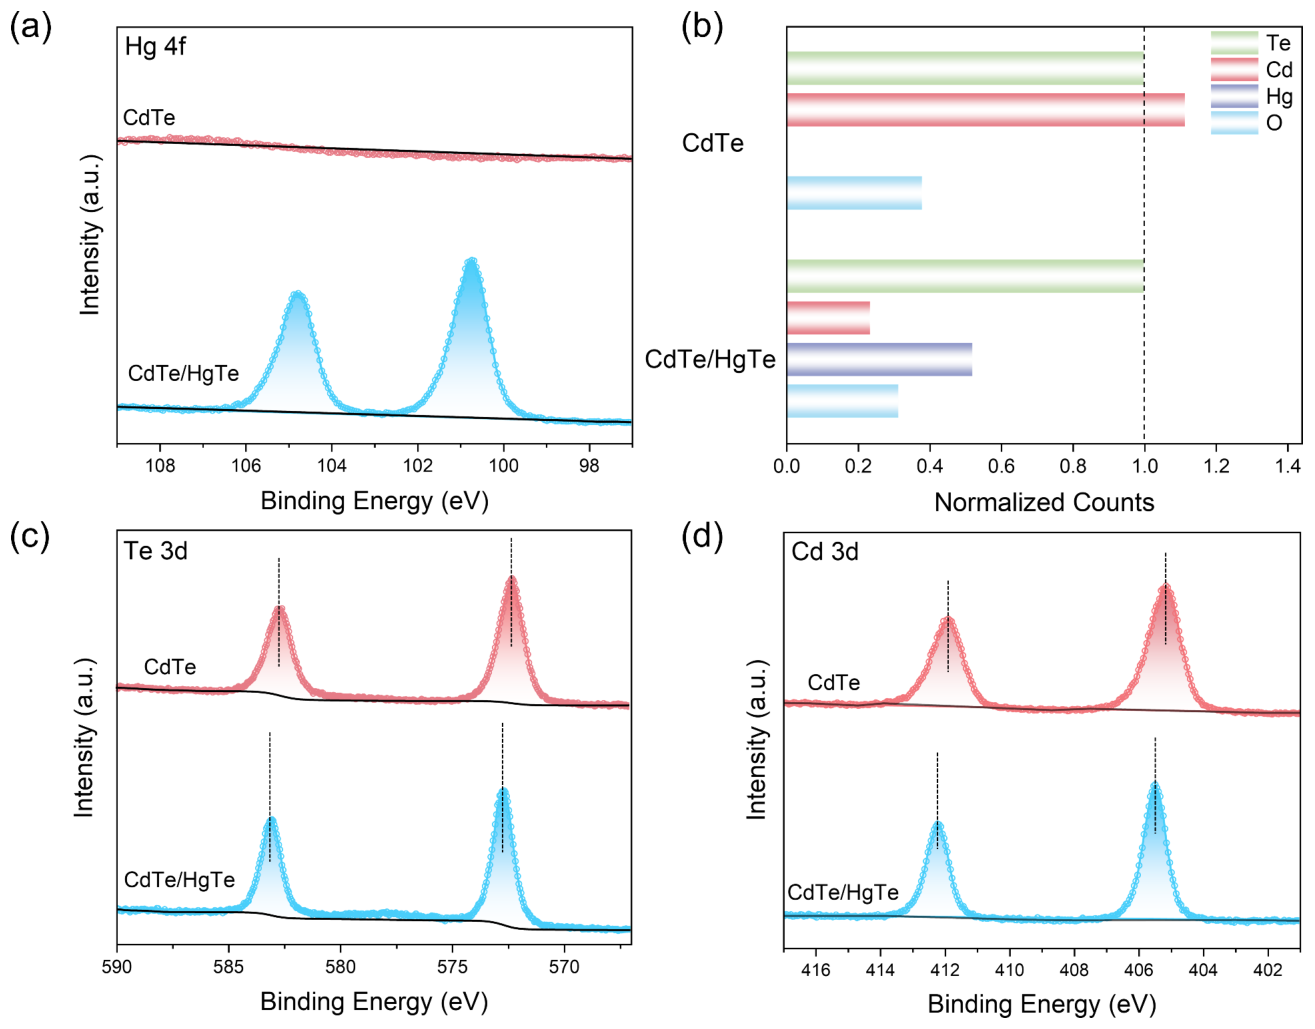 (a)
Hg 4f
CdTe
CdTe/HgTe
Intensity (a.u.)
108 106 104 102 100 98
Binding Energy (eV)
(b)
Te
Cd
Hg
O
CdTe
CdTe/HgTe
0.0 0.2 0.4 0.6 0.8 1.0 1.2 1.4
Normalized Counts
(c)
Te 3d
CdTe
CdTe/HgTe
Intensity (a.u.)
590 585 580 575 570
Binding Energy (eV)
(d)
Cd 3d
CdTe
CdTe/HgTe
Intensity (a.u.)
416 414 412 410 408 406 404 402
Binding Energy (eV)